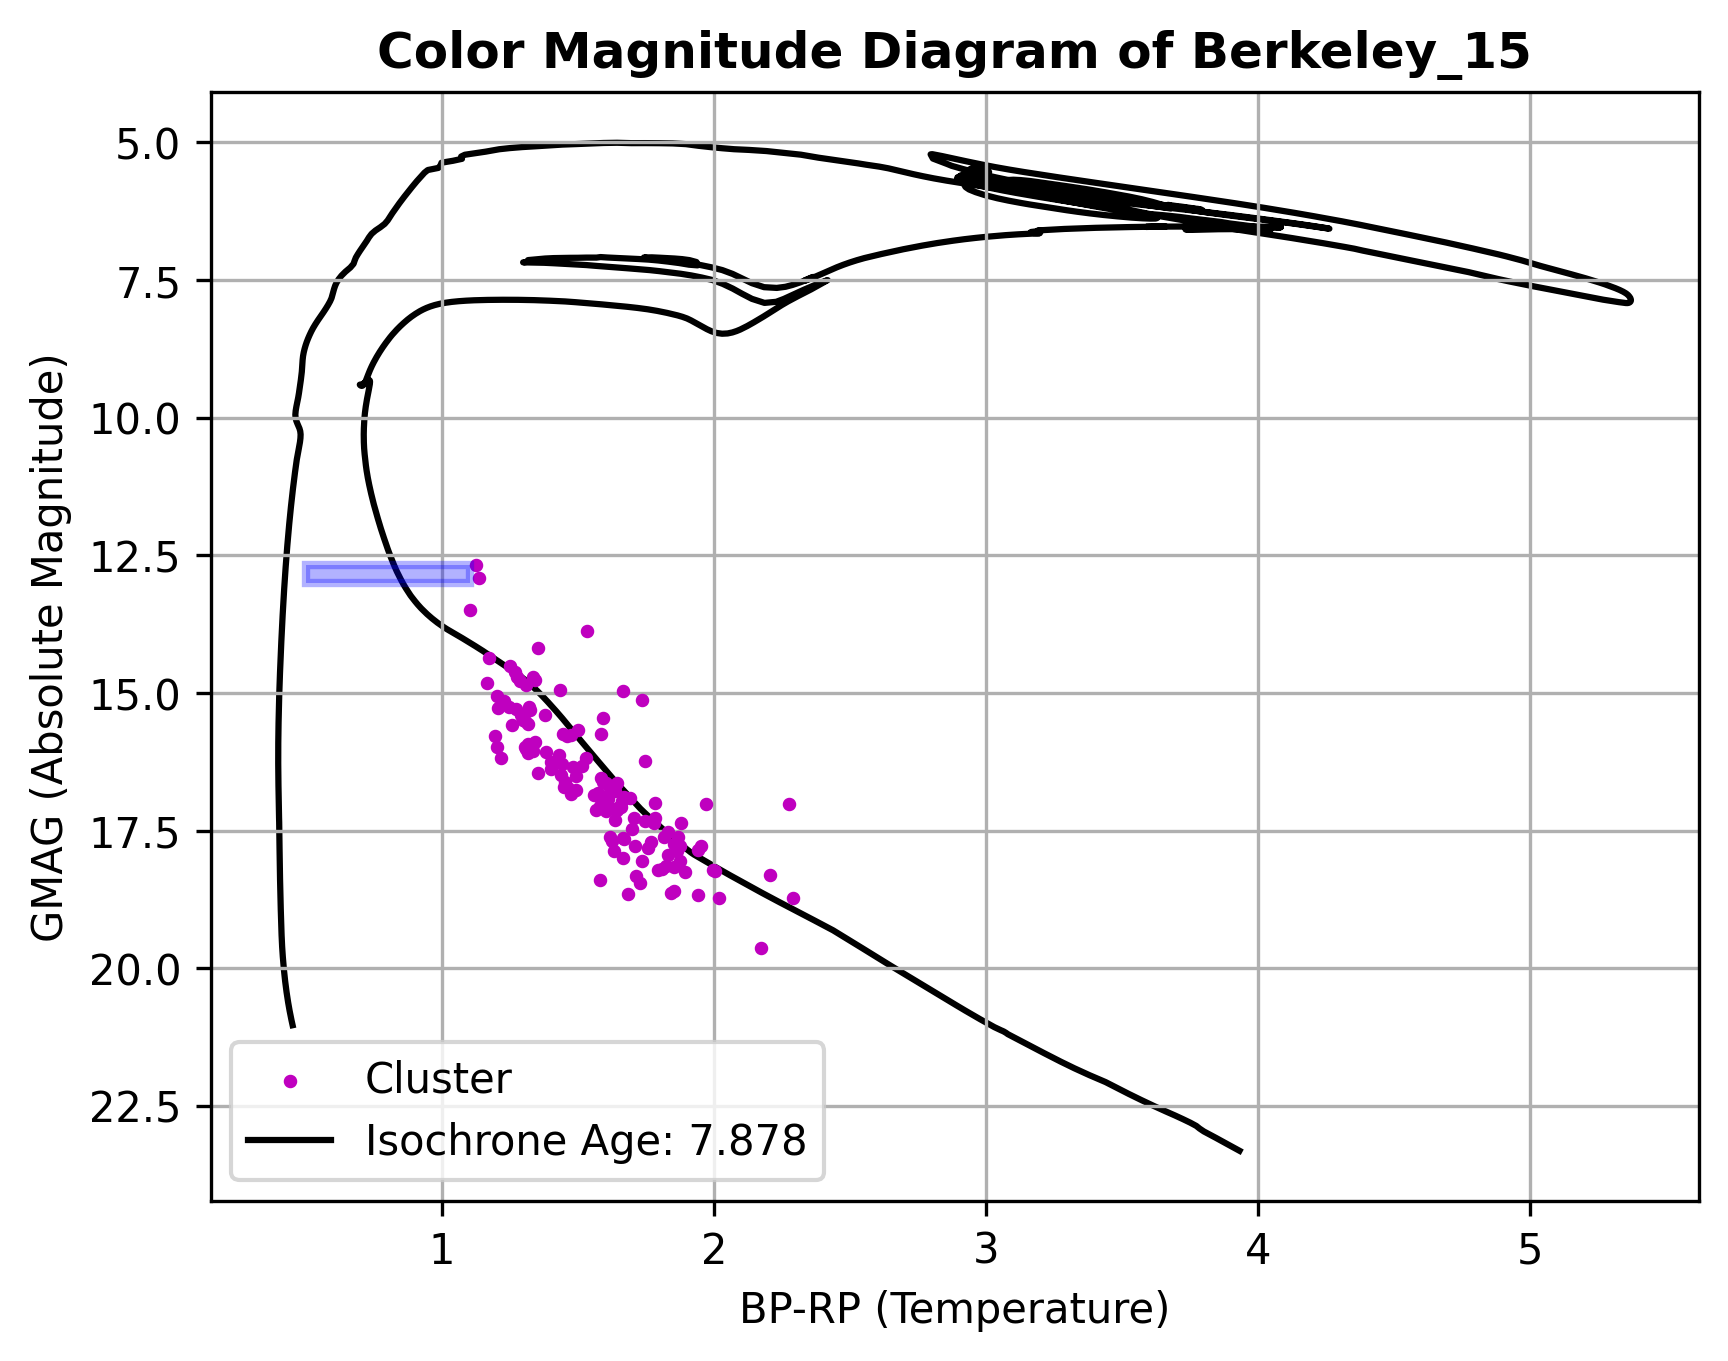 Color Magnitude Diagram of Berkeley_15
5.0
7.5
10.0
12.5
15.0
17.5
20.0
22.5
GMAG (Absolute Magnitude)
Cluster
Isochrone Age: 7.878
1 2 3 4 5
BP-RP (Temperature)